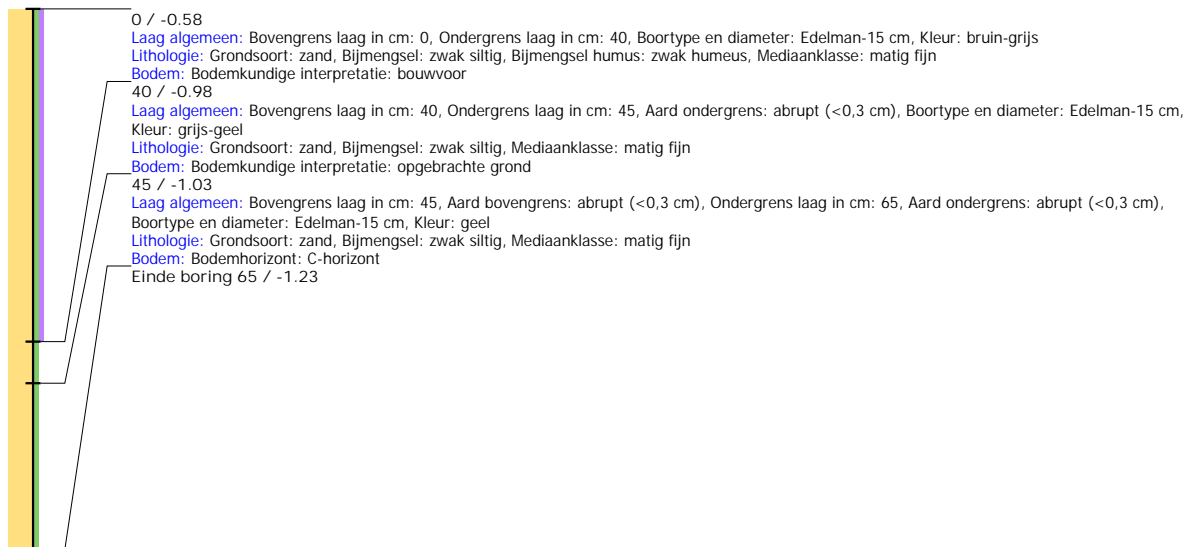 0 / -0.58
Laag algemeen: Bovengrens laag in cm: 0, Ondergrens laag in cm: 40, Boortype en diameter: Edelman-15 cm, Kleur: bruin-grijs
Lithologie: Grondsoort: zand, Bijmengsel: zwak siltig, Bijmengsel humus: zwak humeus, Mediaanklasse: matig fijn
Bodem: Bodemkundige interpretatie: bouwvoor
40 / -0.98
Laag algemeen: Bovengrens laag in cm: 40, Ondergrens laag in cm: 45, Aard ondergrens: abrupt (<0,3 cm), Boortype en diameter: Edelman-15 cm,
Kleur: grijs-geel
Lithologie: Grondsoort: zand, Bijmengsel: zwak siltig, Mediaanklasse: matig fijn
Bodem: Bodemkundige interpretatie: opgebrachte grond
45 / -1.03
Laag algemeen: Bovengrens laag in cm: 45, Aard bovengrens: abrupt (<0,3 cm), Ondergrens laag in cm: 65, Aard ondergrens: abrupt (<0,3 cm),
Boortype en diameter: Edelman-15 cm, Kleur: geel
Lithologie: Grondsoort: zand, Bijmengsel: zwak siltig, Mediaanklasse: matig fijn
Bodem: Bodemhorizont: C-horizont
Einde boring 65 / -1.23